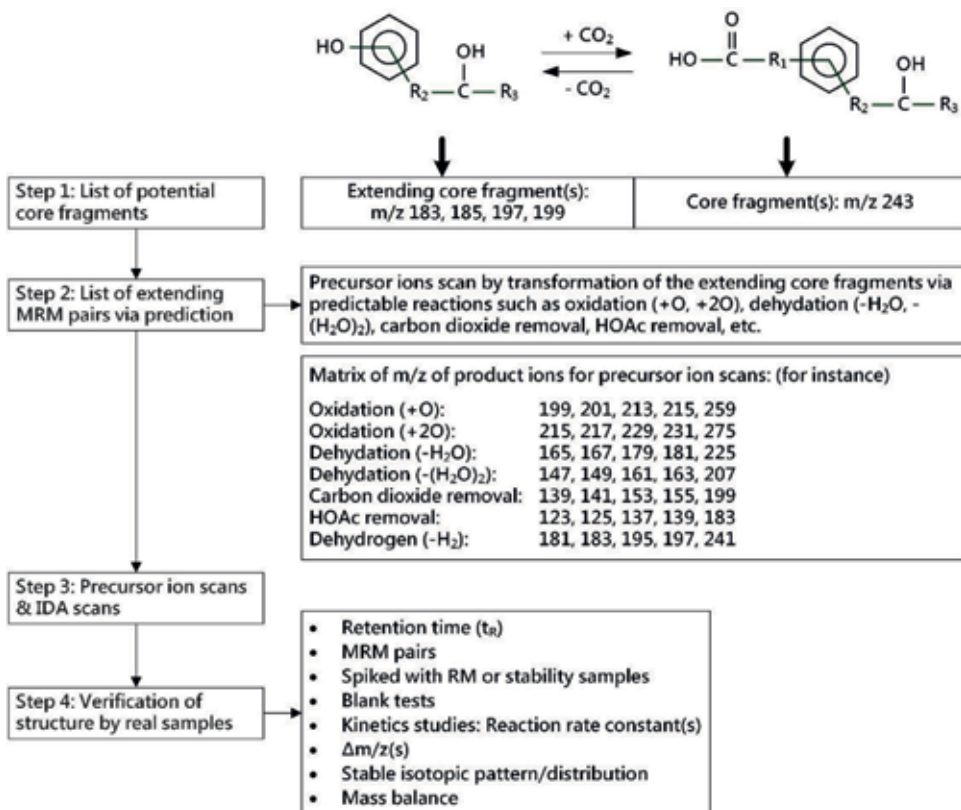 HO
OH
R₂
C
R₃
+ CO₂
- CO₂
O
HO
C
R₁
OH
R₂
C
R₃
Step 1: List of potential
core fragments
Extending core fragment(s):
m/z 183, 185, 197, 199
Core fragment(s): m/z 243
Step 2: List of extending
MRM pairs via prediction
Precursor ions scan by transformation of the extending core fragments via
predictable reactions such as oxidation (+O, +2O), dehydation (-H₂O, -
(H₂O)₂), carbon dioxide removal, HOAc removal, etc.
Matrix of m/z of product ions for precursor ion scans: (for instance)
Oxidation (+O): 199, 201, 213, 215, 259
Oxidation (+2O): 215, 217, 229, 231, 275
Dehydation (-H₂O): 165, 167, 179, 181, 225
Dehydation (-(H₂O)₂): 147, 149, 161, 163, 207
Carbon dioxide removal: 139, 141, 153, 155, 199
HOAc removal: 123, 125, 137, 139, 183
Dehydrogen (-H₂): 181, 183, 195, 197, 241
Step 3: Precursor ion scans
& IDA scans
Step 4: Verification of
structure by real samples
• Retention time (tR)
• MRM pairs
• Spiked with RM or stability samples
• Blank tests
• Kinetics studies: Reaction rate constant(s)
• Δm/z(s)
• Stable isotopic pattern/distribution
• Mass balance